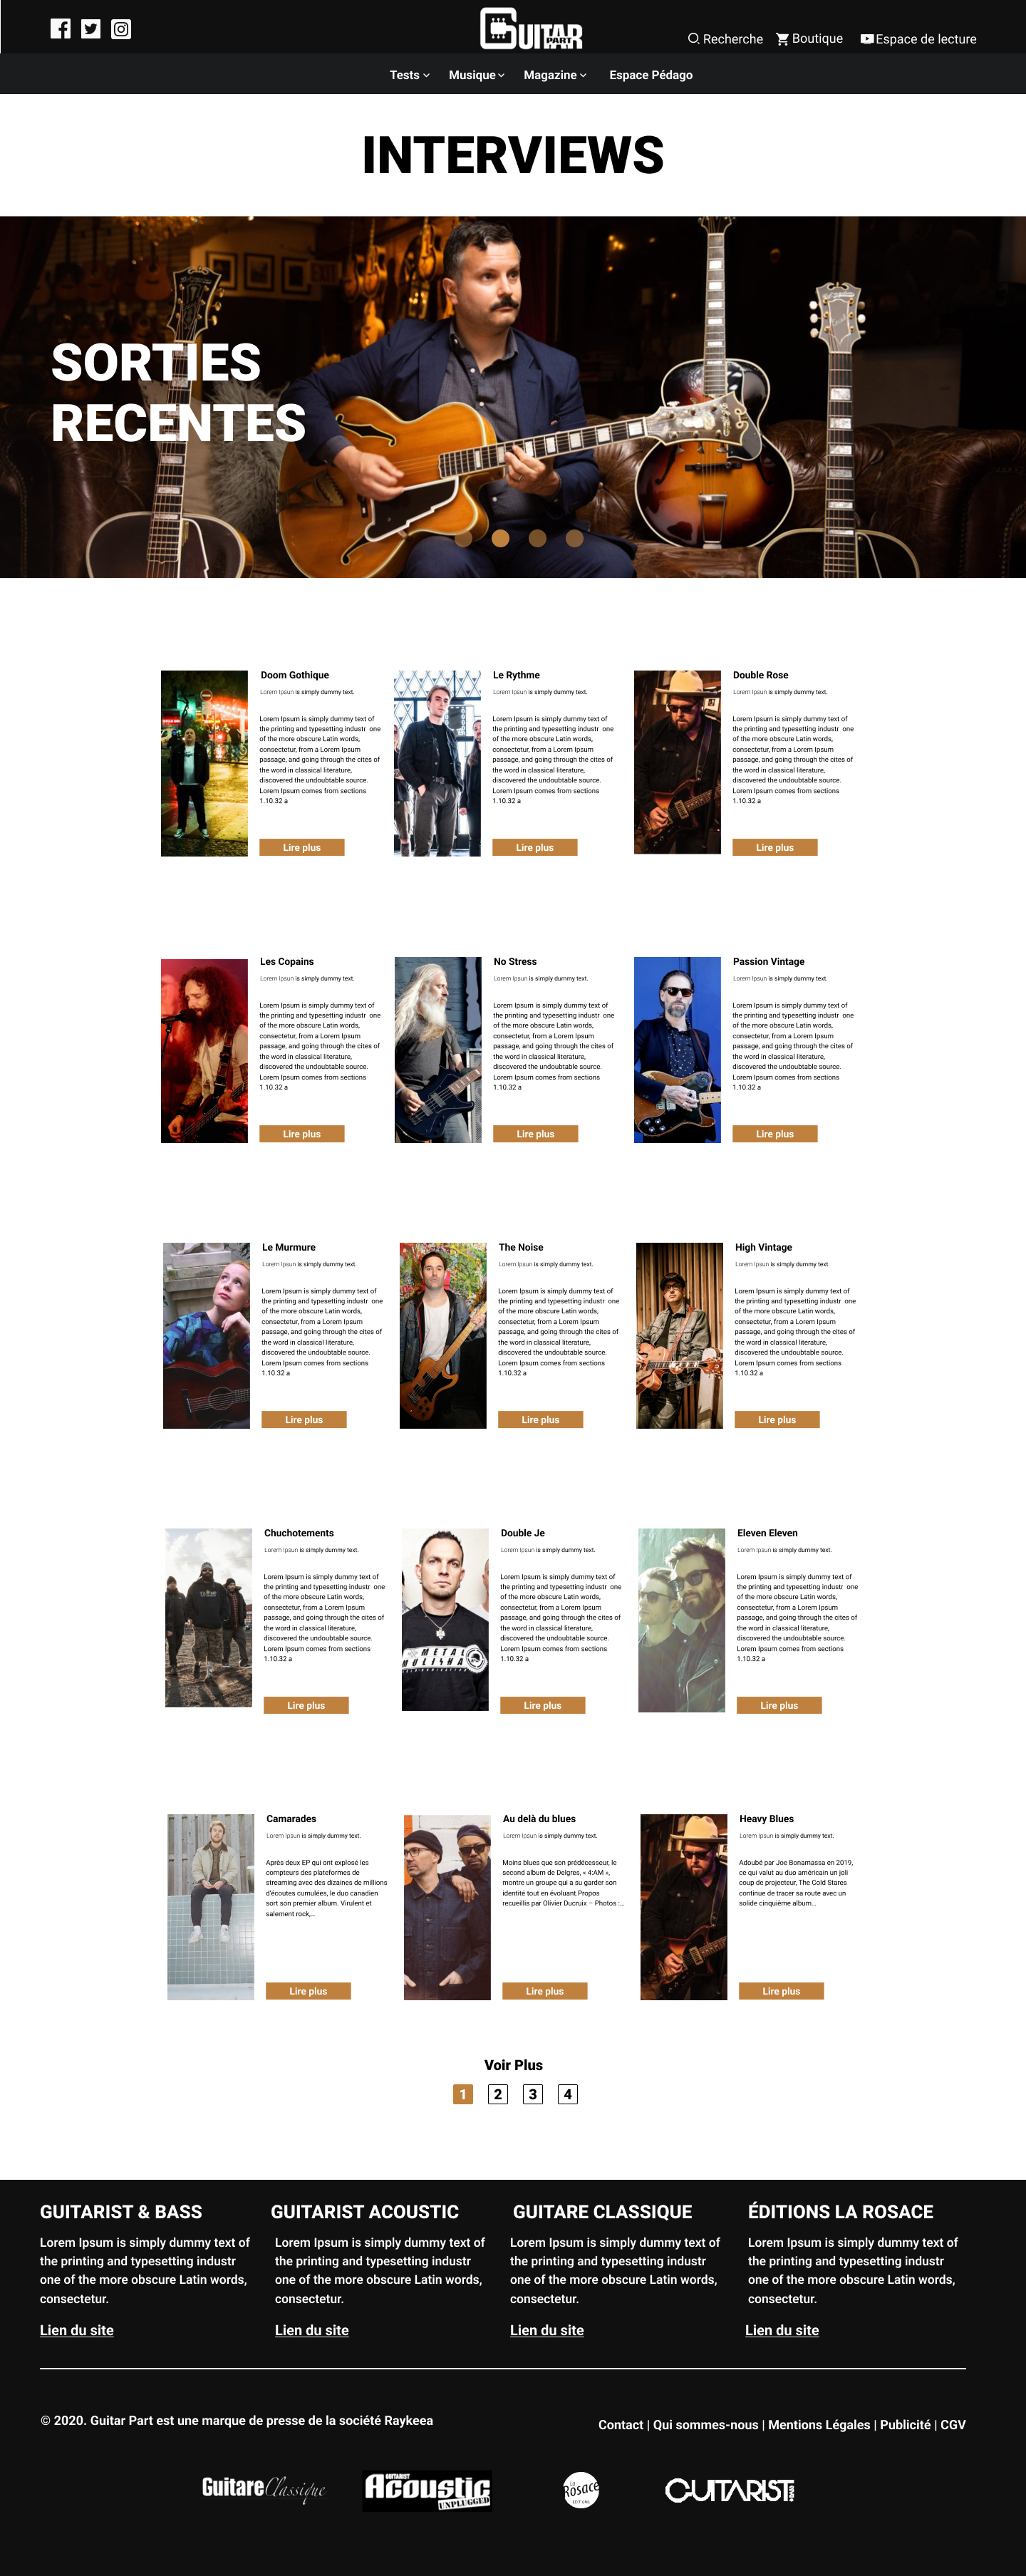 GUITAR PART
Recherche Boutique Espace de lecture
Tests Musique Magazine Espace Pédago
INTERVIEWS
SORTIES
RECENTES
Doom Gothique
Lorem Ipsun is simply dummy text.
Lorem Ipsum is simply dummy text of
the printing and typesetting industr one
of the more obscure Latin words,
consectetur, from a Lorem Ipsum
passage, and going through the cites of
the word in classical literature,
discovered the undoubtable source.
Lorem Ipsum comes from sections
1.10.32 a
Lire plus
Le Rythme
Lorem Ipsun is simply dummy text.
Lorem Ipsum is simply dummy text of
the printing and typesetting industr one
of the more obscure Latin words,
consectetur, from a Lorem Ipsum
passage, and going through the cites of
the word in classical literature,
discovered the undoubtable source.
Lorem Ipsum comes from sections
1.10.32 a
Lire plus
Double Rose
Lorem Ipsun is simply dummy text.
Lorem Ipsum is simply dummy text of
the printing and typesetting industr one
of the more obscure Latin words,
consectetur, from a Lorem Ipsum
passage, and going through the cites of
the word in classical literature,
discovered the undoubtable source.
Lorem Ipsum comes from sections
1.10.32 a
Lire plus
Les Copains
Lorem Ipsun is simply dummy text.
Lorem Ipsum is simply dummy text of
the printing and typesetting industr one
of the more obscure Latin words,
consectetur, from a Lorem Ipsum
passage, and going through the cites of
the word in classical literature,
discovered the undoubtable source.
Lorem Ipsum comes from sections
1.10.32 a
Lire plus
No Stress
Lorem Ipsun is simply dummy text.
Lorem Ipsum is simply dummy text of
the printing and typesetting industr one
of the more obscure Latin words,
consectetur, from a Lorem Ipsum
passage, and going through the cites of
the word in classical literature,
discovered the undoubtable source.
Lorem Ipsum comes from sections
1.10.32 a
Lire plus
Passion Vintage
Lorem Ipsun is simply dummy text.
Lorem Ipsum is simply dummy text of
the printing and typesetting industr one
of the more obscure Latin words,
consectetur, from a Lorem Ipsum
passage, and going through the cites of
the word in classical literature,
discovered the undoubtable source.
Lorem Ipsum comes from sections
1.10.32 a
Lire plus
Le Murmure
Lorem Ipsun is simply dummy text.
Lorem Ipsum is simply dummy text of
the printing and typesetting industr one
of the more obscure Latin words,
consectetur, from a Lorem Ipsum
passage, and going through the cites of
the word in classical literature,
discovered the undoubtable source.
Lorem Ipsum comes from sections
1.10.32 a
Lire plus
The Noise
Lorem Ipsun is simply dummy text.
Lorem Ipsum is simply dummy text of
the printing and typesetting industr one
of the more obscure Latin words,
consectetur, from a Lorem Ipsum
passage, and going through the cites of
the word in classical literature,
discovered the undoubtable source.
Lorem Ipsum comes from sections
1.10.32 a
Lire plus
High Vintage
Lorem Ipsun is simply dummy text.
Lorem Ipsum is simply dummy text of
the printing and typesetting industr one
of the more obscure Latin words,
consectetur, from a Lorem Ipsum
passage, and going through the cites of
the word in classical literature,
discovered the undoubtable source.
Lorem Ipsum comes from sections
1.10.32 a
Lire plus
Chuchotements
Lorem Ipsun is simply dummy text.
Lorem Ipsum is simply dummy text of
the printing and typesetting industr one
of the more obscure Latin words,
consectetur, from a Lorem Ipsum
passage, and going through the cites of
the word in classical literature,
discovered the undoubtable source.
Lorem Ipsum comes from sections
1.10.32 a
Lire plus
Double Je
Lorem Ipsun is simply dummy text.
Lorem Ipsum is simply dummy text of
the printing and typesetting industr one
of the more obscure Latin words,
consectetur, from a Lorem Ipsum
passage, and going through the cites of
the word in classical literature,
discovered the undoubtable source.
Lorem Ipsum comes from sections
1.10.32 a
METAL
MULISHA
Lire plus
Eleven Eleven
Lorem Ipsun is simply dummy text.
Lorem Ipsum is simply dummy text of
the printing and typesetting industr one
of the more obscure Latin words,
consectetur, from a Lorem Ipsum
passage, and going through the cites of
the word in classical literature,
discovered the undoubtable source.
Lorem Ipsum comes from sections
1.10.32 a
Lire plus
Camarades
Lorem Ipsun is simply dummy text.
Après deux EP qui ont explosé les
compteurs des plateformes de
streaming avec des dizaines de millions
d'écoutes cumulées, le duo canadien
sort son premier album. Virulent et
salement rock,...
Lire plus
Au delà du blues
Lorem Ipsun is simply dummy text.
Moins blues que son prédécesseur, le
second album de Delgres, « 4:AM »,
montre un groupe qui a su garder son
identité tout en évoluant.Propos
recueillis par Olivier Ducruix – Photos :...
Lire plus
Heavy Blues
Lorem Ipsun is simply dummy text.
Adoubé par Joe Bonamassa en 2019,
ce qui valut au duo américain un joli
coup de projecteur, The Cold Stares
continue de tracer sa route avec un
solide cinquième album...
Lire plus
Voir Plus
1 2 3 4
GUITARIST & BASS
Lorem Ipsum is simply dummy text of
the printing and typesetting industr
one of the more obscure Latin words,
consectetur.
Lien du site
GUITARIST ACOUSTIC
Lorem Ipsum is simply dummy text of
the printing and typesetting industr
one of the more obscure Latin words,
consectetur.
Lien du site
GUITARE CLASSIQUE
Lorem Ipsum is simply dummy text of
the printing and typesetting industr
one of the more obscure Latin words,
consectetur.
Lien du site
ÉDITIONS LA ROSACE
Lorem Ipsum is simply dummy text of
the printing and typesetting industr
one of the more obscure Latin words,
consectetur.
Lien du site
© 2020. Guitar Part est une marque de presse de la société Raykeea
Contact | Qui sommes-nous | Mentions Légales | Publicité | CGV
Guitare Classique
GUITARIST
Acoustic
UNPLUGGED
La
Rosace
EDITIONS
GUITARIST